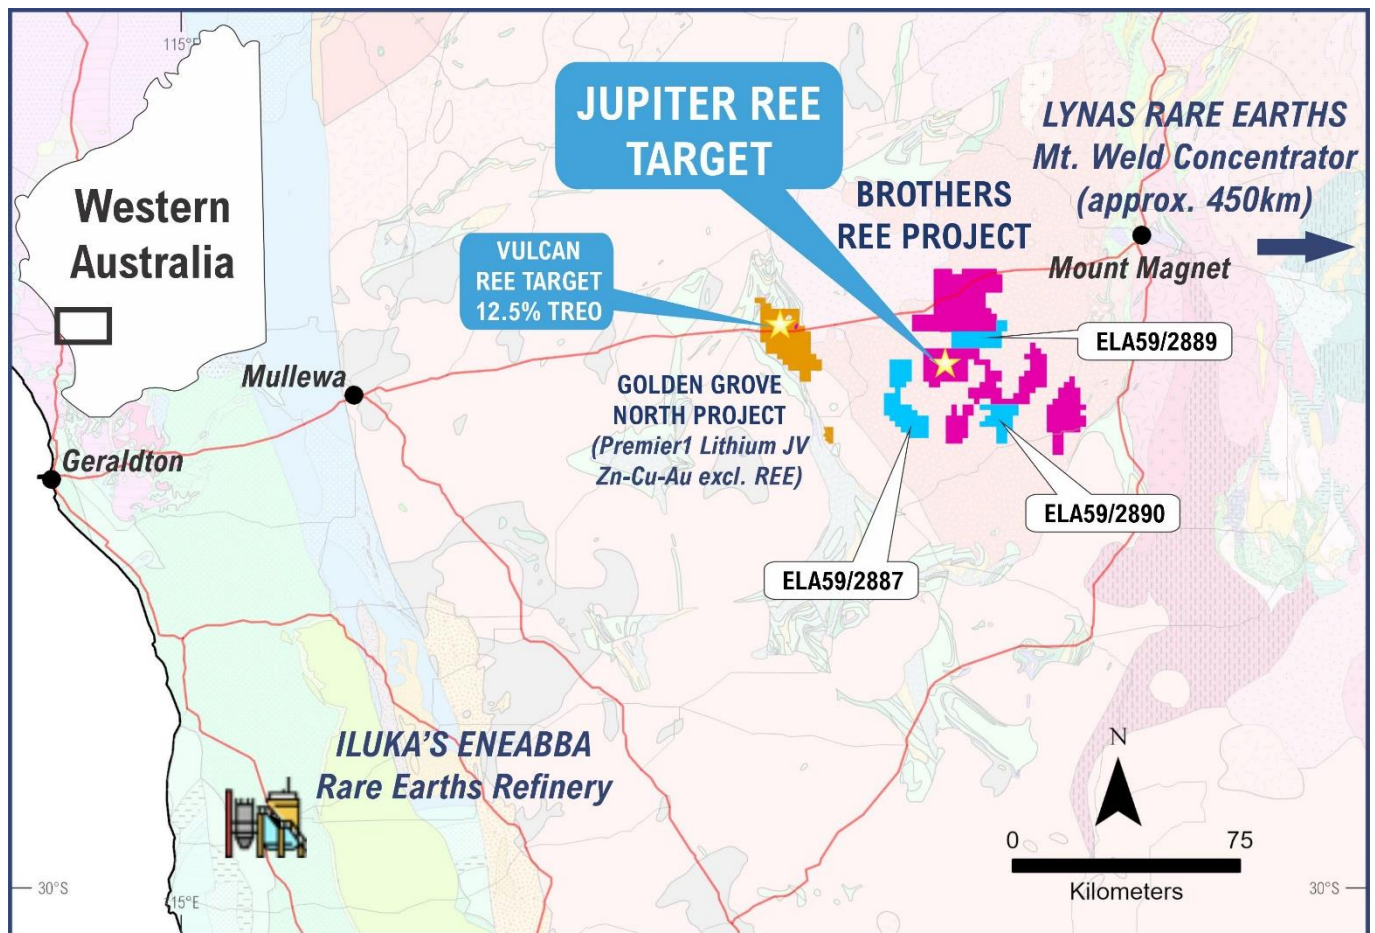 115°E
JUPITER REE
TARGET
LYNAS RARE EARTHS
Mt. Weld Concentrator
(approx. 450km)
Western
Australia
BROTHERS
REE PROJECT
VULCAN
REE TARGET
12.5% TREO
Mount Magnet
ELA59/2889
Mullewa
GOLDEN GROVE
NORTH PROJECT
(Premier1 Lithium JV
Zn-Cu-Au excl. REE)
Geraldton
ELA59/2890
ELA59/2887
ILUKA'S ENEABBA
Rare Earths Refinery
N
0 75
Kilometers
30°S
30°S
115°E